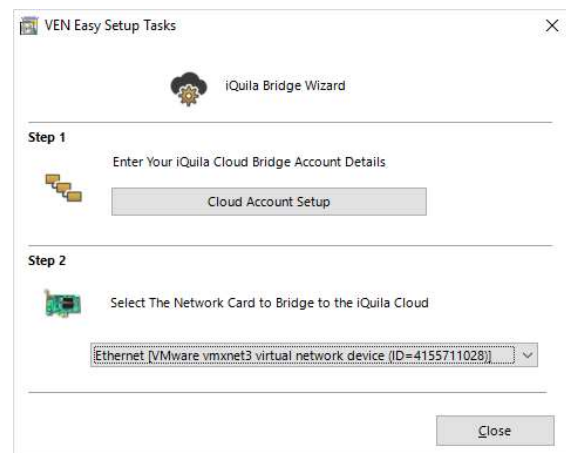 VEN Easy Setup Tasks
iQuila Bridge Wizard
Step 1
Enter Your iQuila Cloud Bridge Account Details
Cloud Account Setup
Step 2
Select The Network Card to Bridge to the iQuila Cloud
Ethernet [VMware vmxnet3 virtual network device (ID=4155711028)]
Close